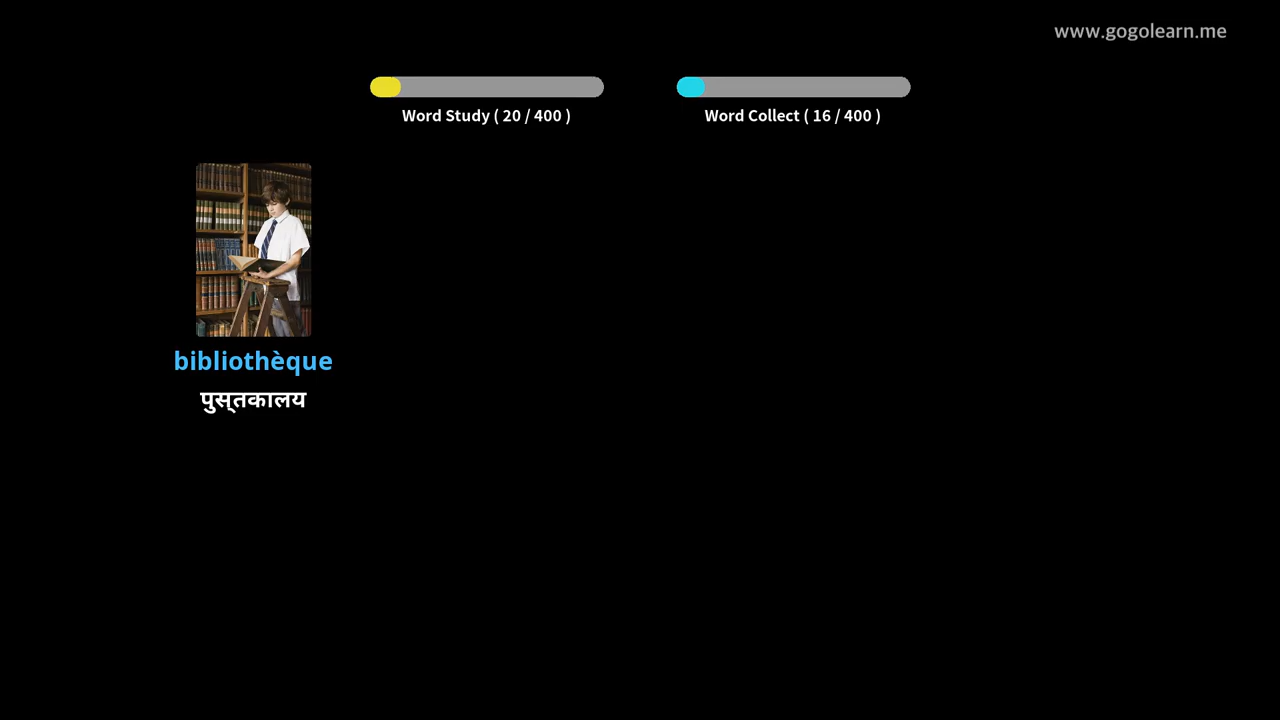 www.gogolearn.me
Word Study ( 20 / 400 )
Word Collect ( 16 / 400 )
bibliothèque
पुस्तकालय